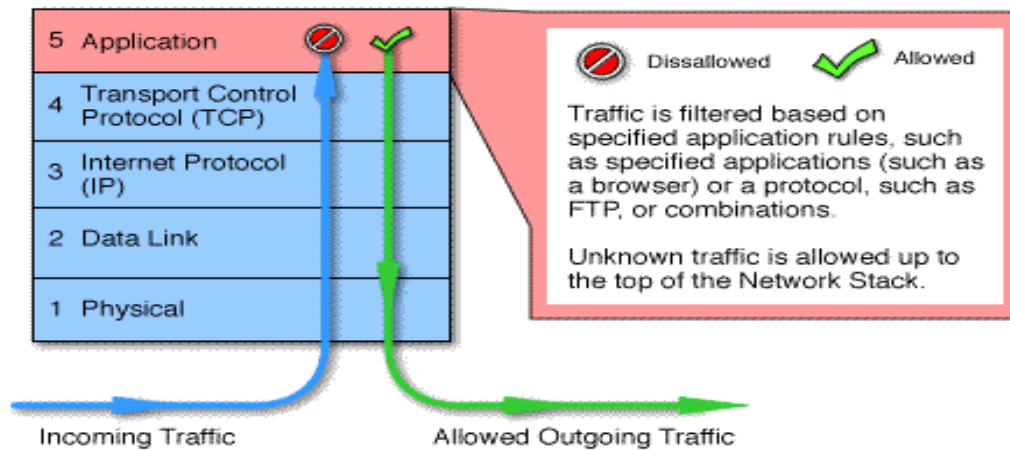 5 Application
4 Transport Control
Protocol (TCP)
3 Internet Protocol
(IP)
2 Data Link
1 Physical
Incoming Traffic
Allowed Outgoing Traffic
Dissallowed
Allowed
Traffic is filtered based on
specified application rules, such
as specified applications (such as
a browser) or a protocol, such as
FTP, or combinations.
Unknown traffic is allowed up to
the top of the Network Stack.